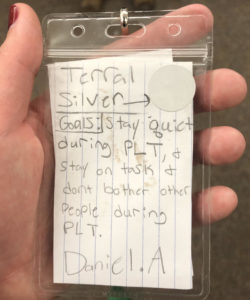 Terral
Silver →
Goals: Stay quiet
during PLT, &
stay on task &
dont bother other
people during
PLT.
Daniel.A